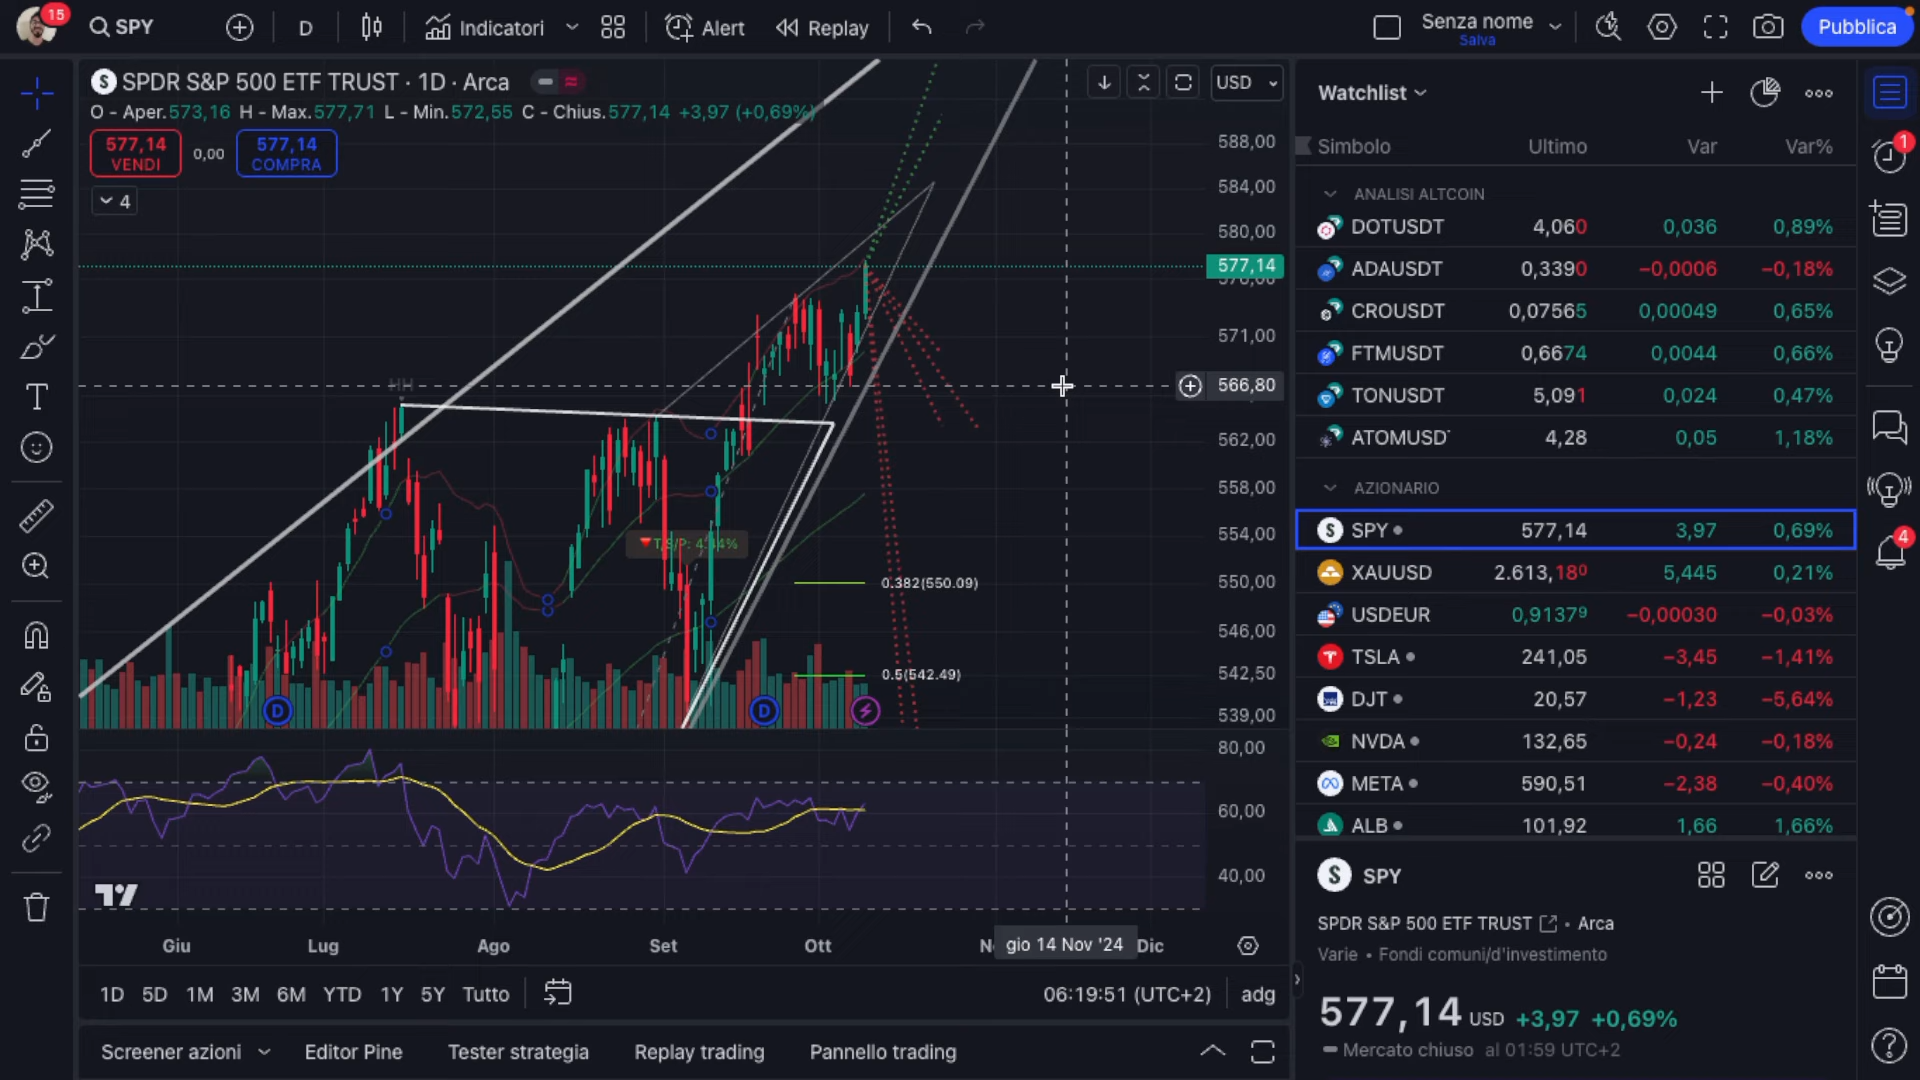 15
SPY
D
Indicatori
Alert
Replay
Senza nome
Salva
Pubblica
SPDR S&P 500 ETF TRUST · 1D · Arca
O - Aper.573,16 H - Max.577,71 L - Min.572,55 C - Chius.577,14 +3,97 (+0,69%)
577,14
VENDI
0,00
577,14
COMPRA
4
USD
588,00
584,00
580,00
577,14
576,00
571,00
566,80
562,00
558,00
554,00
550,00
546,00
542,50
539,00
80,00
60,00
40,00
HH
0.382(550.09)
0.5(542.49)
D
D
Giu
Lug
Ago
Set
Ott
gio 14 Nov '24
Dic
1D
5D
1M
3M
6M
YTD
1Y
5Y
Tutto
06:19:51 (UTC+2)
adg
Screener azioni
Editor Pine
Tester strategia
Replay trading
Pannello trading
Watchlist
Simbolo Ultimo Var Var%
ANALISI ALTCOIN
DOTUSDT 4,060 0,036 0,89%
ADAUSDT 0,3390 −0,0006 −0,18%
CROUSDT 0,07565 0,00049 0,65%
FTMUSDT 0,6674 0,0044 0,66%
TONUSDT 5,091 0,024 0,47%
ATOMUSD 4,28 0,05 1,18%
AZIONARIO
SPY 577,14 3,97 0,69%
XAUUSD 2.613,180 5,445 0,21%
USDEUR 0,91379 −0,00030 −0,03%
TSLA 241,05 −3,45 −1,41%
DJT 20,57 −1,23 −5,64%
NVDA 132,65 −0,24 −0,18%
META 590,51 −2,38 −0,40%
ALB 101,92 1,66 1,66%
SPY
SPDR S&P 500 ETF TRUST · Arca
Varie • Fondi comuni/d'investimento
577,14 USD +3,97 +0,69%
Mercato chiuso al 01:59 UTC+2
1
4